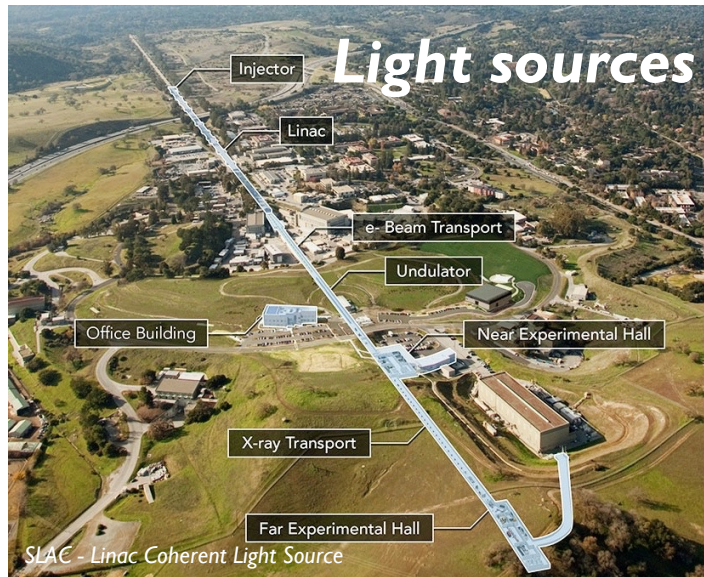 Light sources
Injector
Linac
e- Beam Transport
Undulator
Office Building
Near Experimental Hall
X-ray Transport
Far Experimental Hall
SLAC - Linac Coherent Light Source